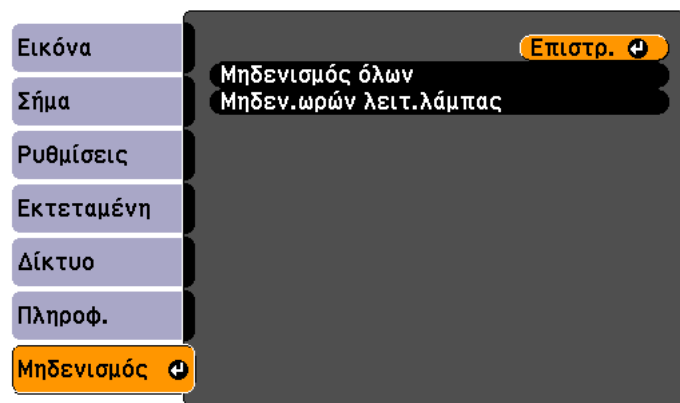 Εικόνα
Σήμα
Ρυθμίσεις
Εκτεταμένη
Δίκτυο
Πληροφ.
Μηδενισμός
Επιστρ.
Μηδενισμός όλων
Μηδεν.ωρών λειτ.λάμπας